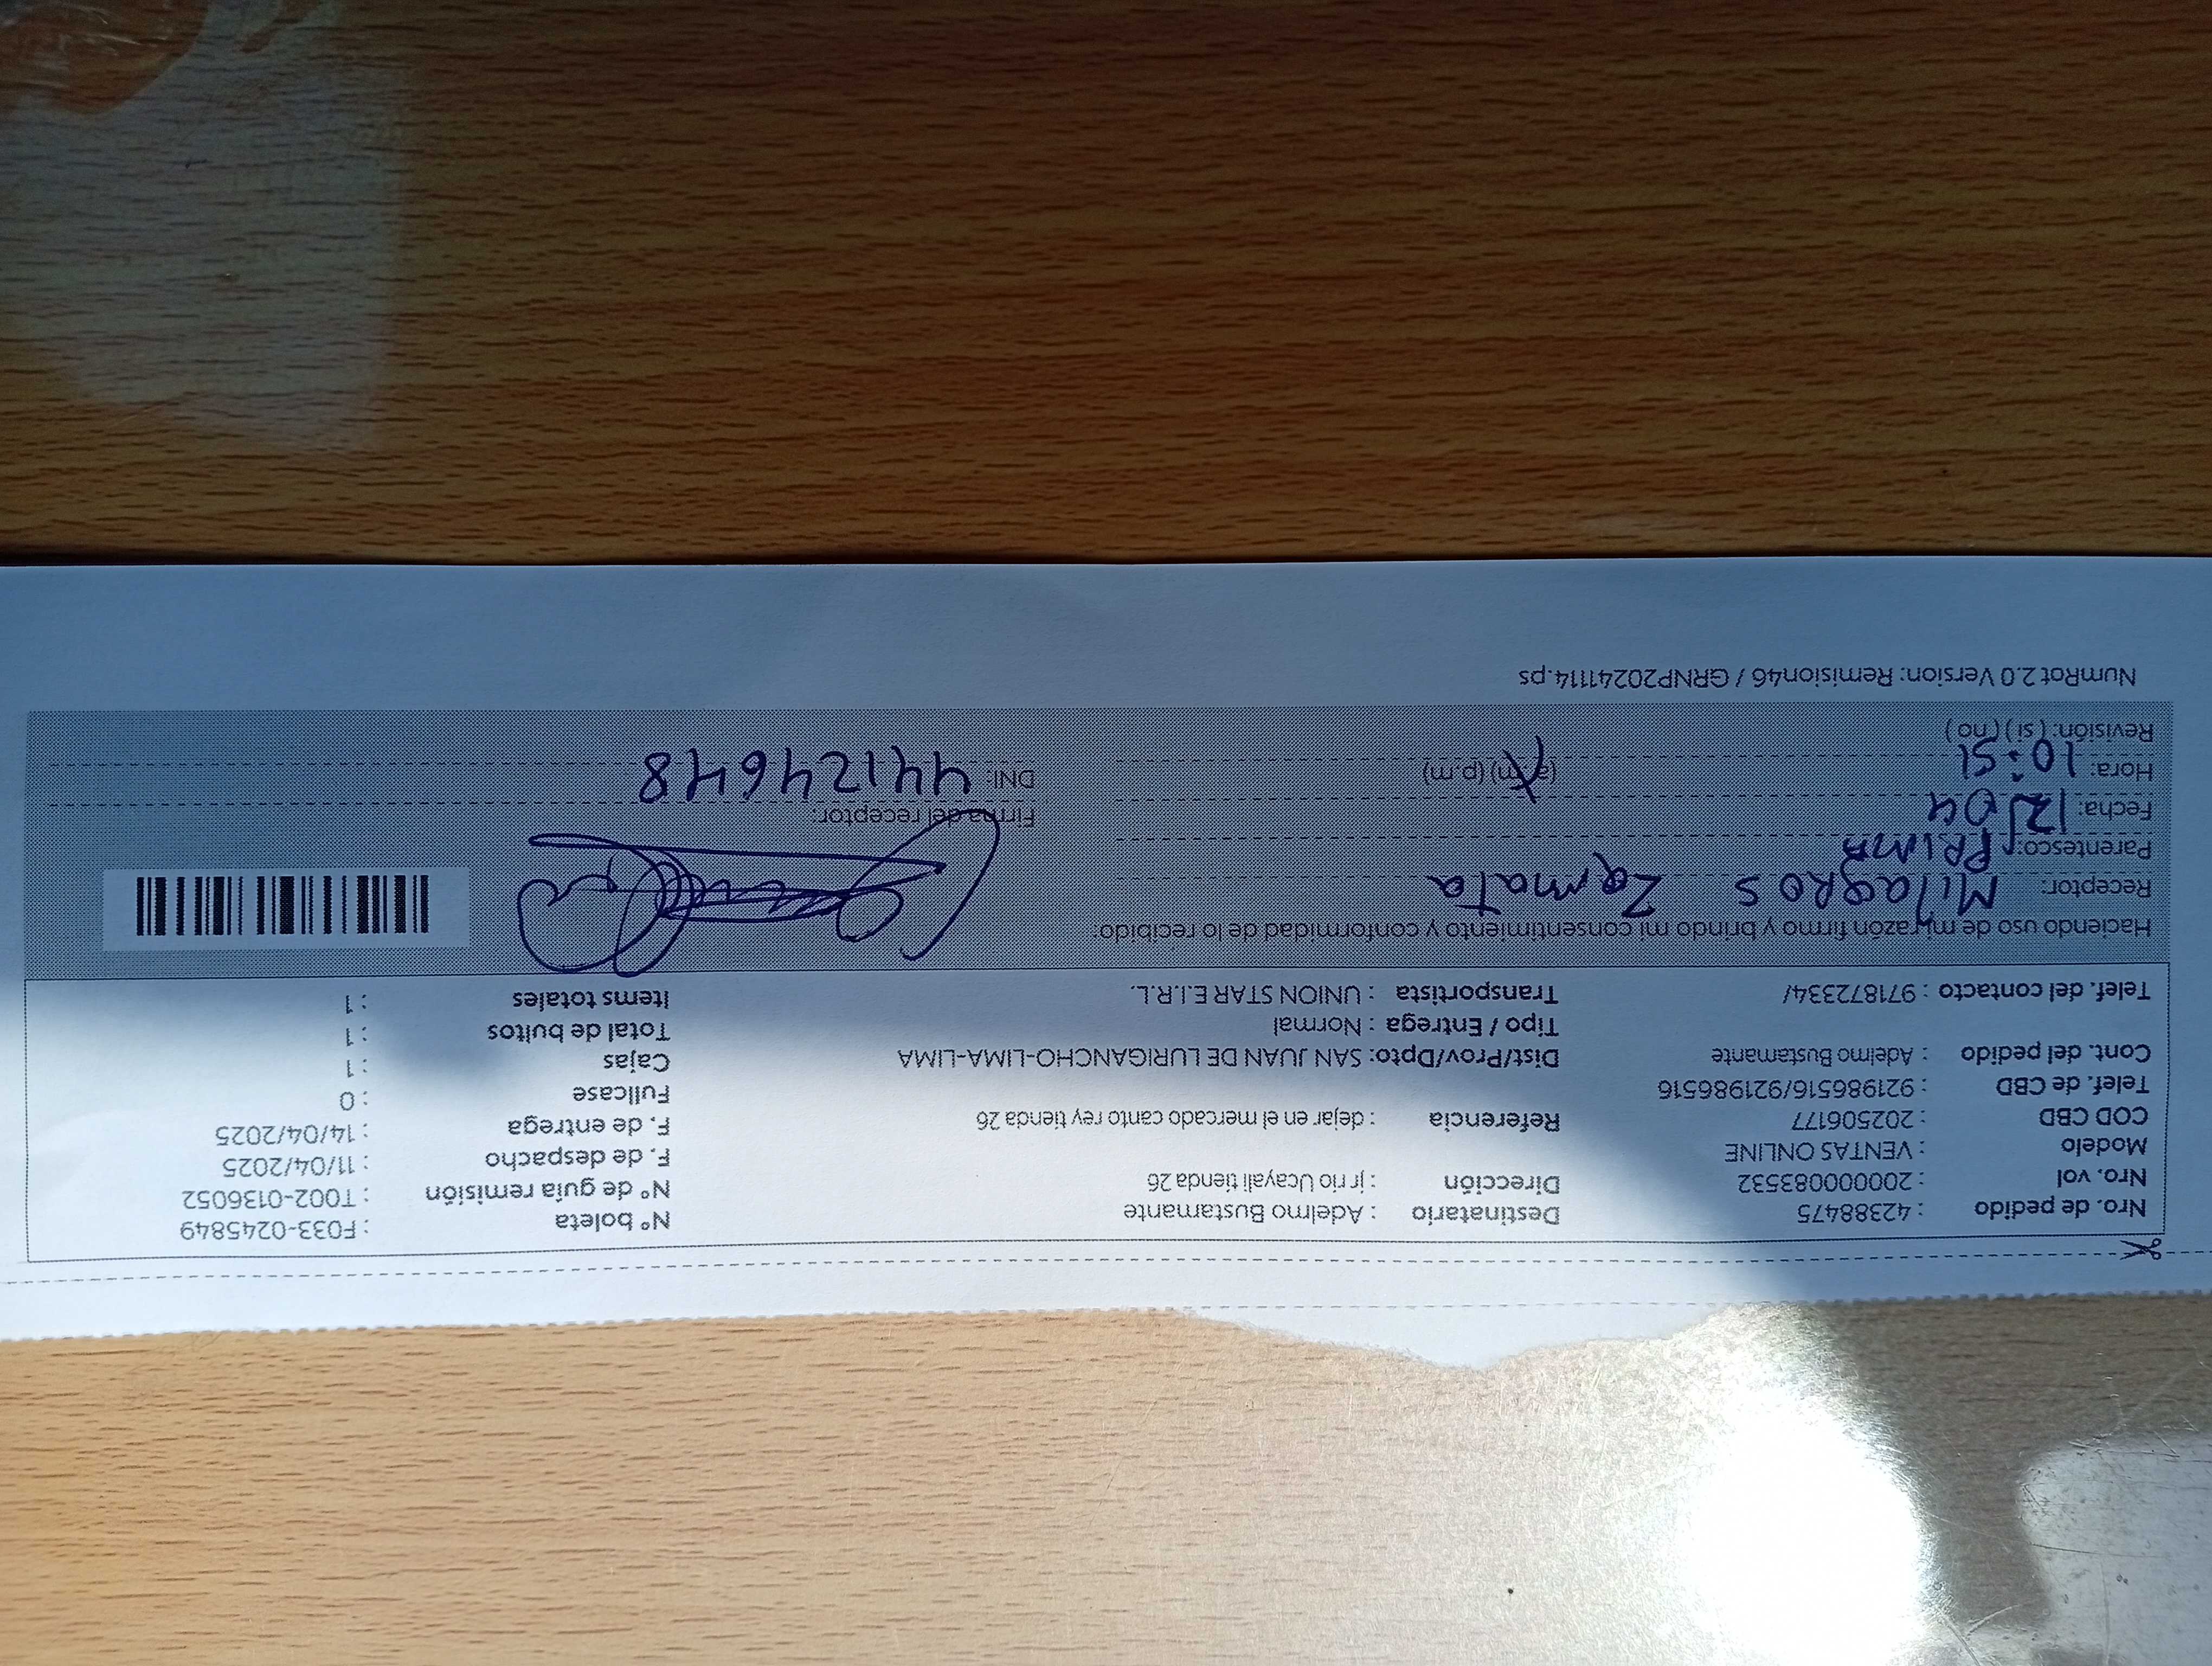 Nro. de pedido : 42388475
Nro. vol : 20000083532
Modelo : VENTAS ONLINE
COD CBD : 202506177
Telef. de CBD : 921986516/921986516
Cont. del pedido : Adelmo Bustamante
Telef. del contacto : 971872334/
Destinatario : Adelmo Bustamante
Dirección : jr rio Ucayali tienda 26
Referencia : dejar en el mercado canto rey tienda 26
Dist/Prov/Dpto: SAN JUAN DE LURIGANCHO-LIMA-LIMA
Tipo / Entrega : Normal
Transportista : UNION STAR E.I.R.L.
N° boleta : F033-0245849
N° de guía remisión : T002-0136052
F. de despacho : 11/04/2025
F. de entrega : 14/04/2025
Fullcase : 0
Cajas : 1
Total de bultos : 1
Items totales : 1
Haciendo uso de mi razón firmo y brindo mi consentimiento y conformidad de lo recibido:
Receptor: Milagros Zamata
Parentesco: PRIMA
Fecha: 12/04
Hora: 10:51 (a.m) (p.m)
Revisión: ( si ) ( no )
Firma del receptor:
DNI: 44124648
NumRot 2.0 Version: Remision46 / GRNP20241114.ps